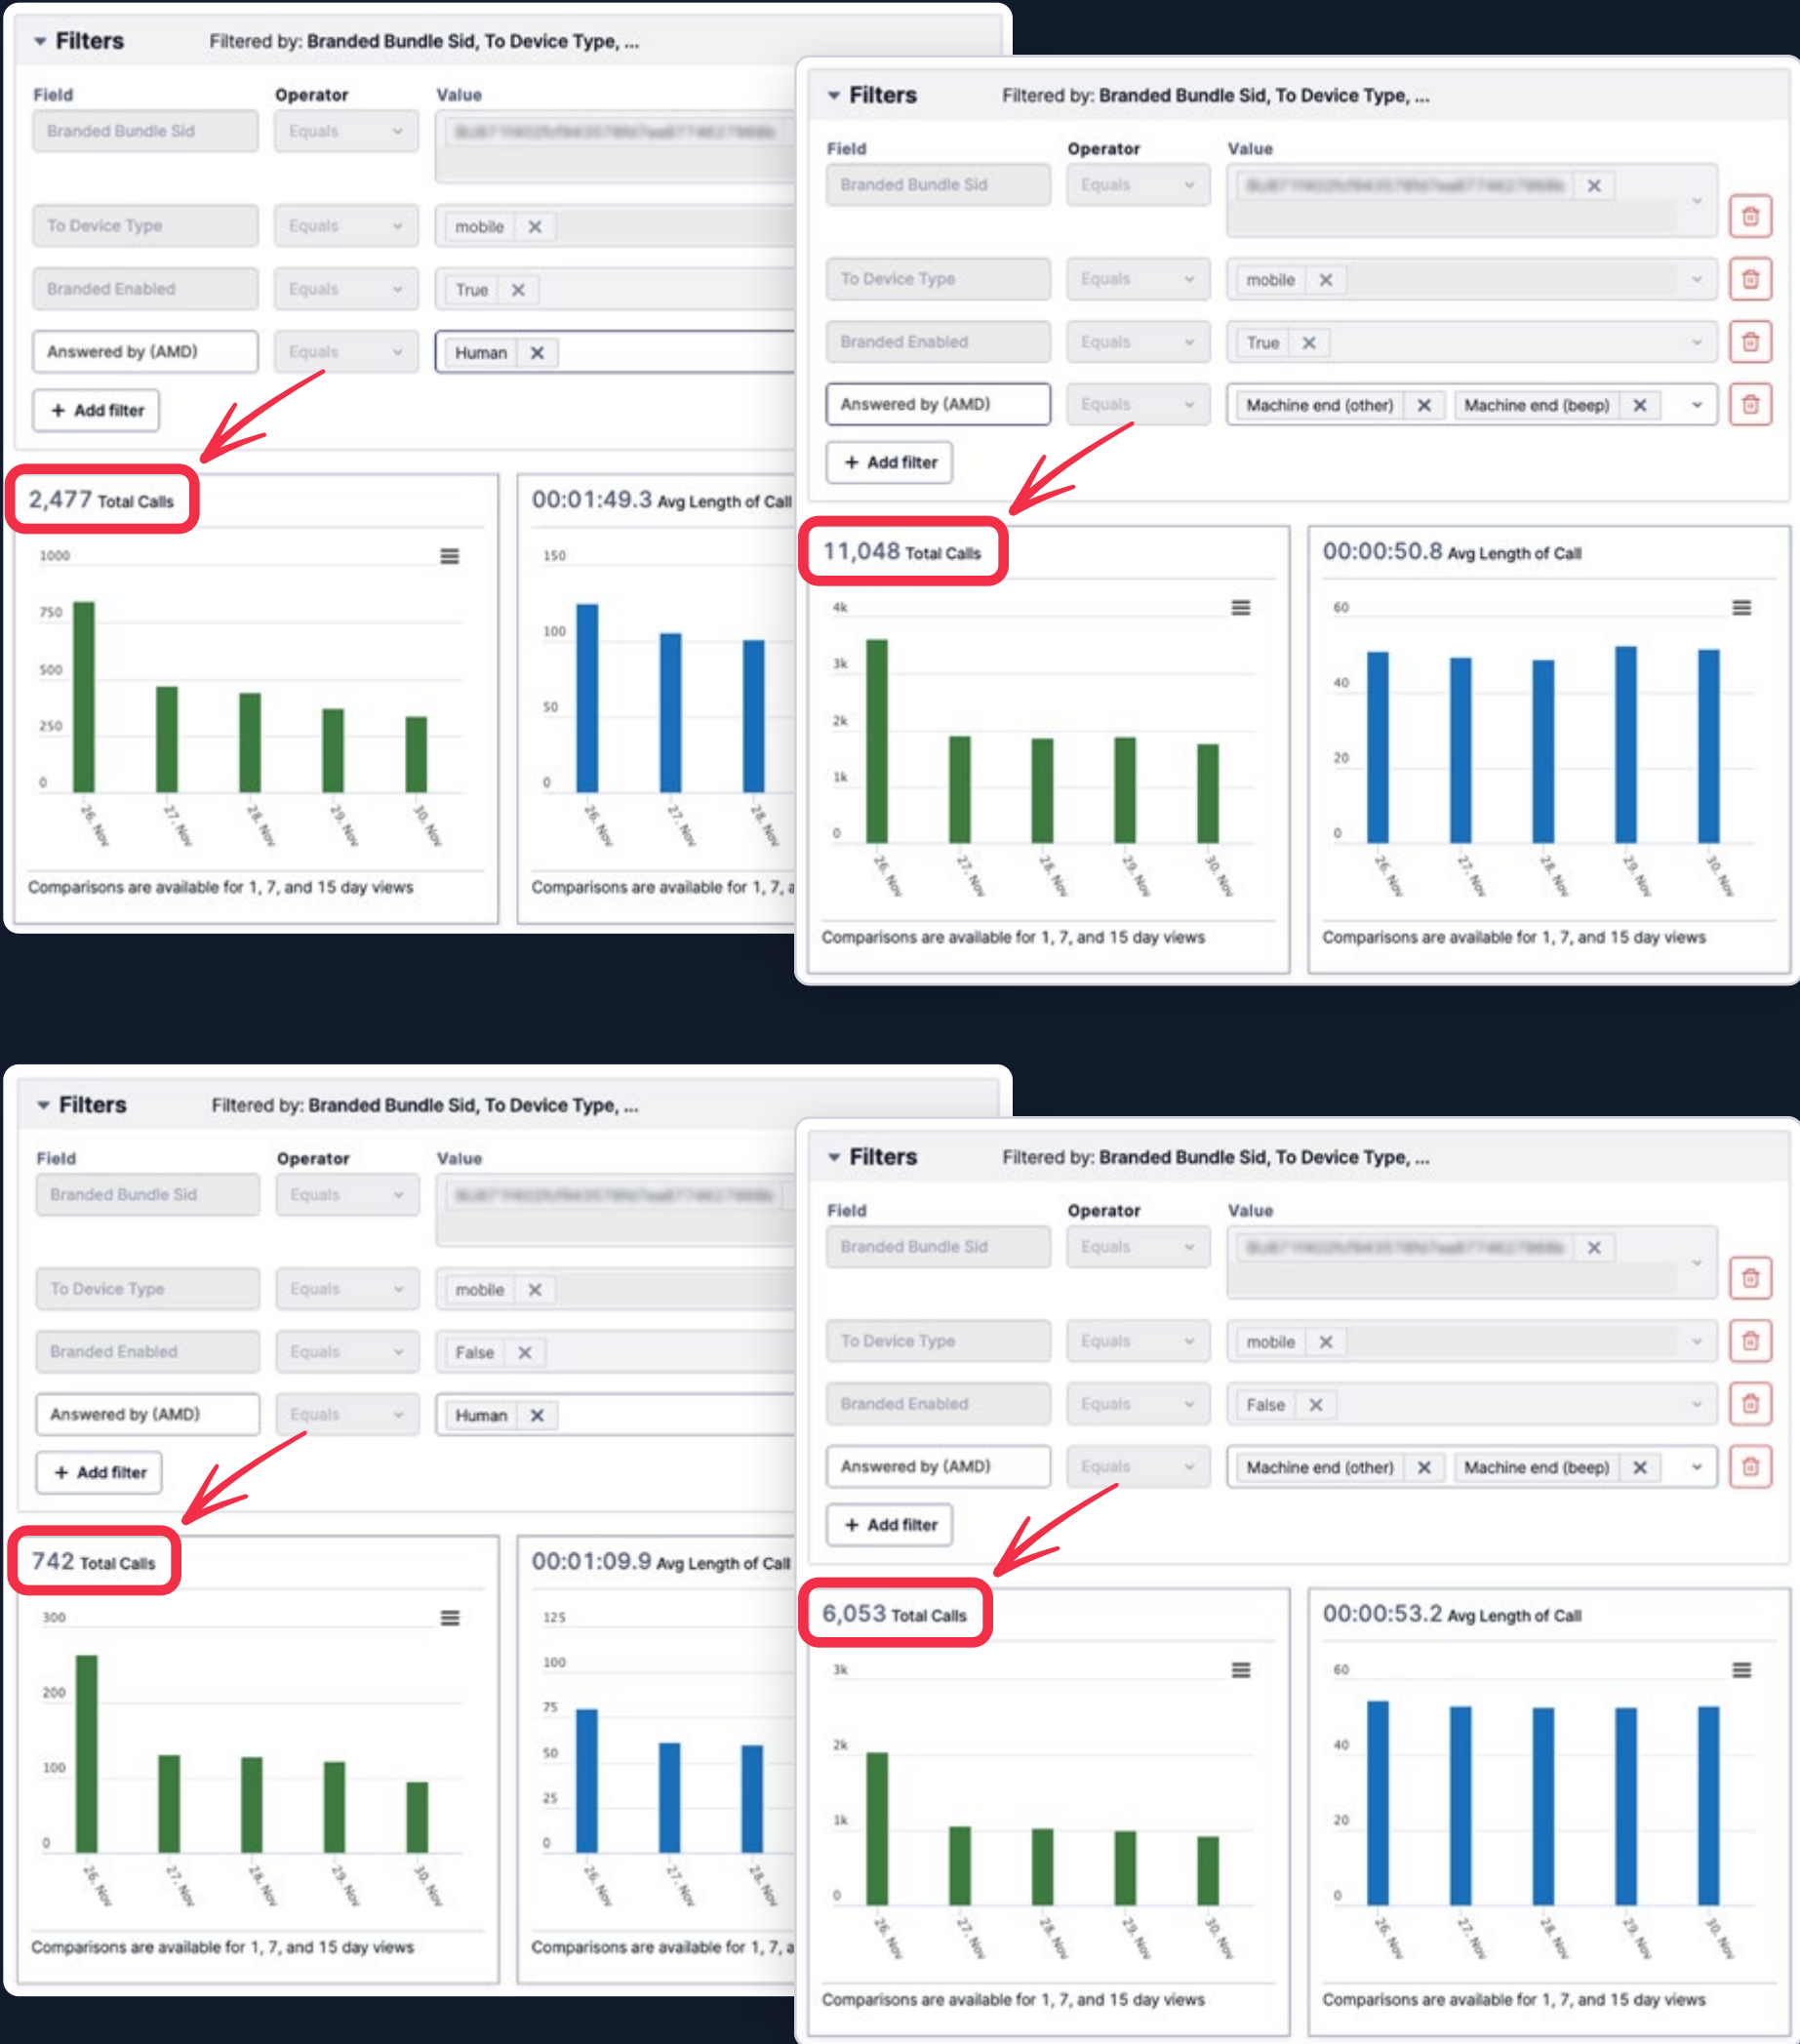 Filters Filtered by: Branded Bundle Sid, To Device Type, ...
Field Operator Value
Branded Bundle Sid Equals
To Device Type Equals mobile
Branded Enabled Equals True
Answered by (AMD) Equals Human
+ Add filter
2,477 Total Calls
1000
750
500
250
0
26. Nov 27. Nov 28. Nov 29. Nov 30. Nov
Comparisons are available for 1, 7, and 15 day views
00:01:49.3 Avg Length of Call
150
100
50
0
26. Nov 27. Nov 28. Nov
Comparisons are available for 1, 7, a
Filters Filtered by: Branded Bundle Sid, To Device Type, ...
Field Operator Value
Branded Bundle Sid Equals
To Device Type Equals mobile
Branded Enabled Equals True
Answered by (AMD) Equals Machine end (other) Machine end (beep)
+ Add filter
11,048 Total Calls
4k
3k
2k
1k
0
26. Nov 27. Nov 28. Nov 29. Nov 30. Nov
Comparisons are available for 1, 7, and 15 day views
00:00:50.8 Avg Length of Call
60
40
20
0
26. Nov 27. Nov 28. Nov 29. Nov 30. Nov
Comparisons are available for 1, 7, and 15 day views
Filters Filtered by: Branded Bundle Sid, To Device Type, ...
Field Operator Value
Branded Bundle Sid Equals
To Device Type Equals mobile
Branded Enabled Equals False
Answered by (AMD) Equals Human
+ Add filter
742 Total Calls
300
200
100
0
26. Nov 27. Nov 28. Nov 29. Nov 30. Nov
Comparisons are available for 1, 7, and 15 day views
00:01:09.9 Avg Length of Call
125
100
75
50
25
0
26. Nov 27. Nov 28. Nov
Comparisons are available for 1, 7, a
Filters Filtered by: Branded Bundle Sid, To Device Type, ...
Field Operator Value
Branded Bundle Sid Equals
To Device Type Equals mobile
Branded Enabled Equals False
Answered by (AMD) Equals Machine end (other) Machine end (beep)
+ Add filter
6,053 Total Calls
3k
2k
1k
0
26. Nov 27. Nov 28. Nov 29. Nov 30. Nov
Comparisons are available for 1, 7, and 15 day views
00:00:53.2 Avg Length of Call
60
40
20
0
26. Nov 27. Nov 28. Nov 29. Nov 30. Nov
Comparisons are available for 1, 7, and 15 day views